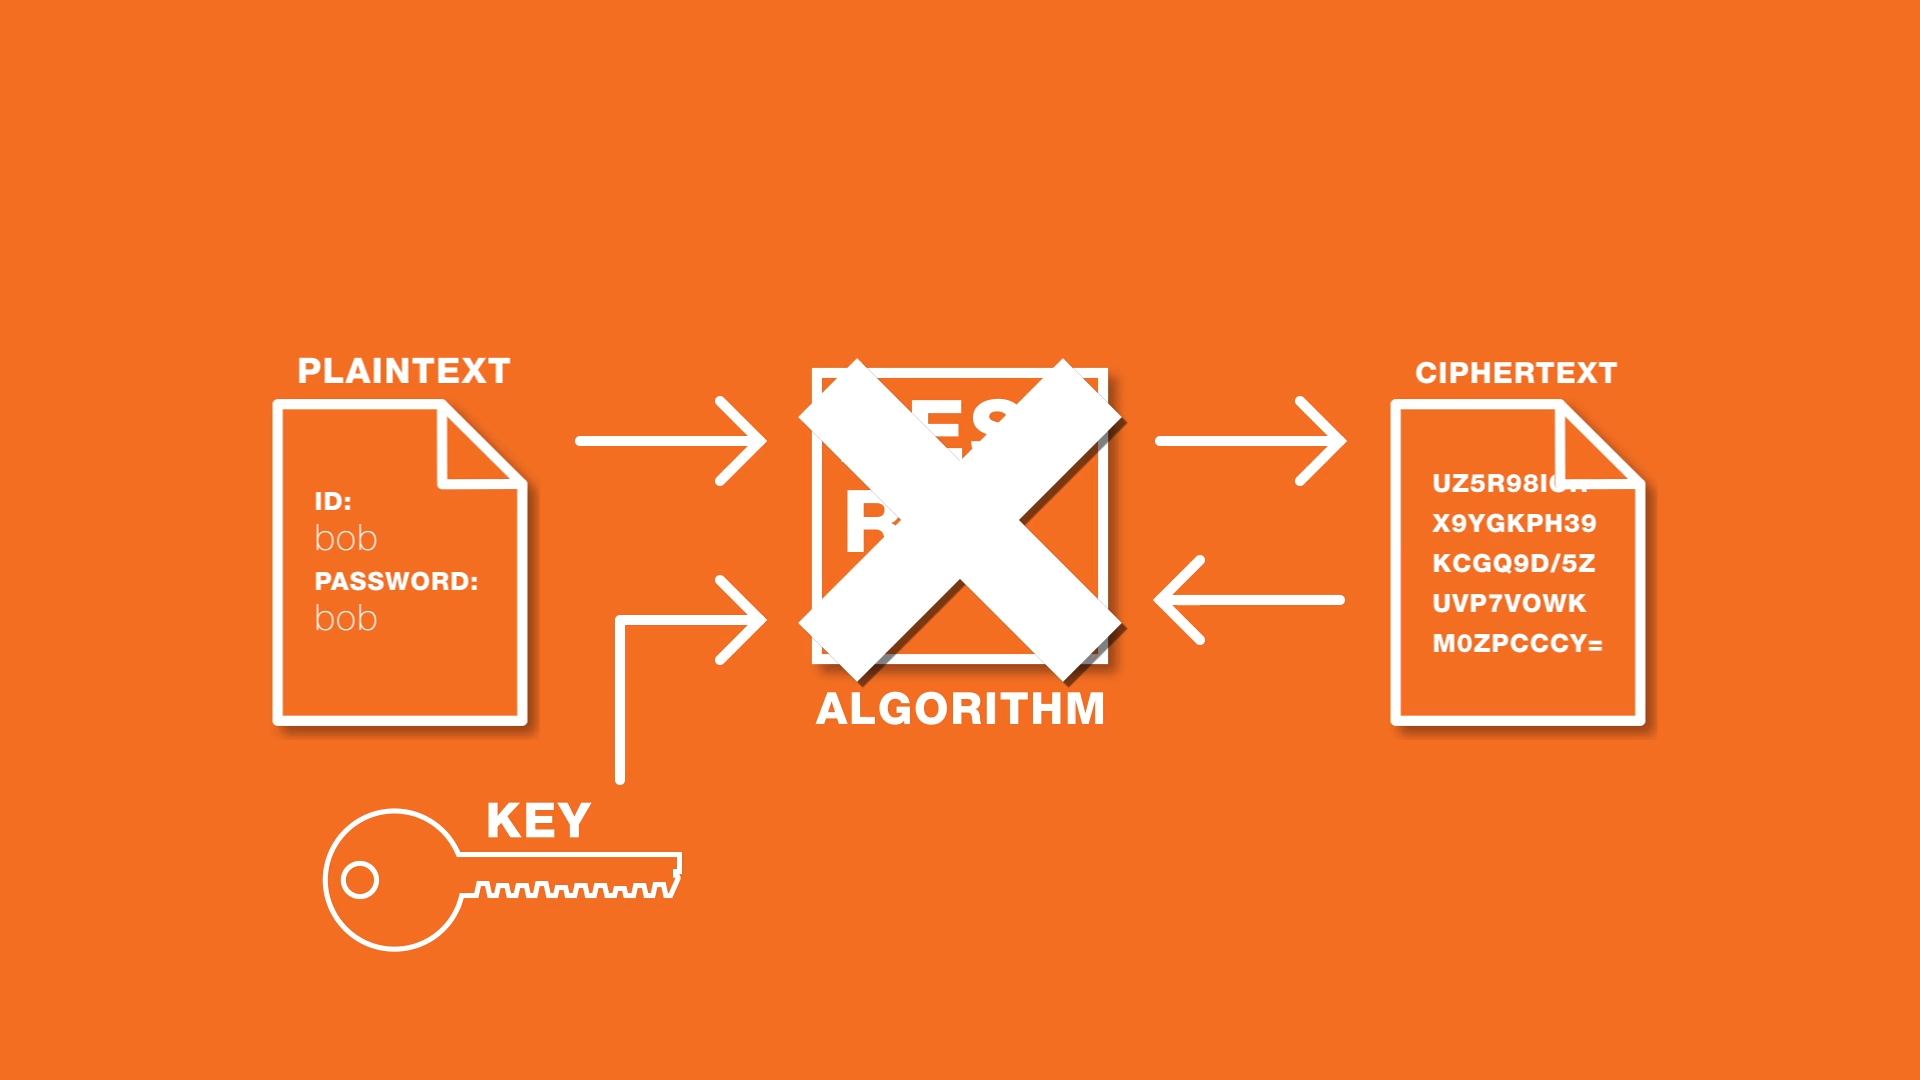 PLAINTEXT
ID:
bob
PASSWORD:
bob
ALGORITHM
KEY
CIPHERTEXT
X9YGKPH39
KCGQ9D/5Z
UVP7VOWK
M0ZPCCCY=